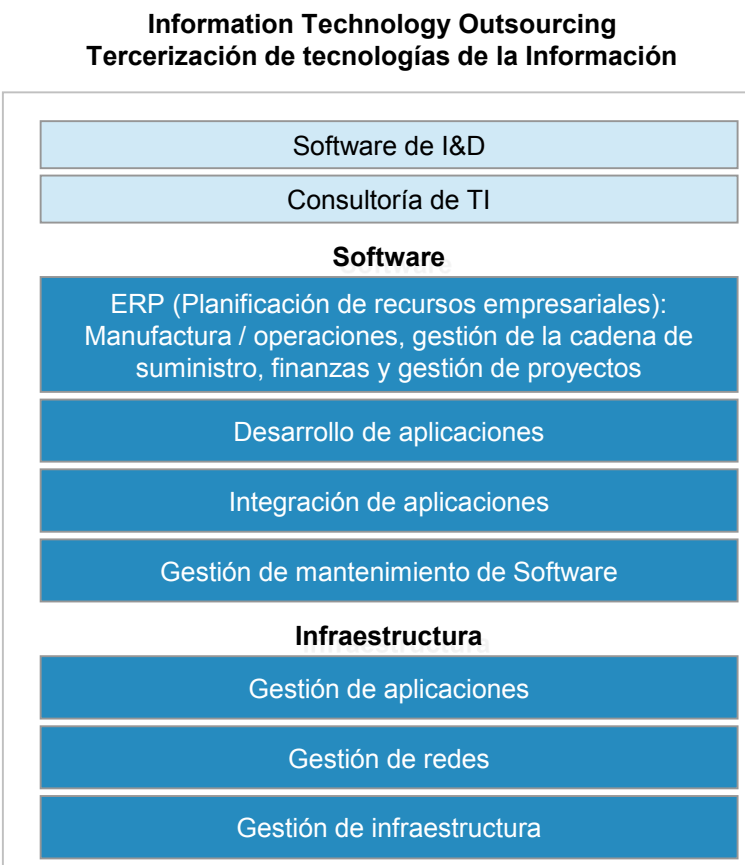 Information Technology Outsourcing
Tercerización de tecnologías de la Información
Software de I&D
Consultoría de TI
Software
ERP (Planificación de recursos empresariales):
Manufactura / operaciones, gestión de la cadena de
suministro, finanzas y gestión de proyectos
Desarrollo de aplicaciones
Integración de aplicaciones
Gestión de mantenimiento de Software
Infraestructura
Gestión de aplicaciones
Gestión de redes
Gestión de infraestructura